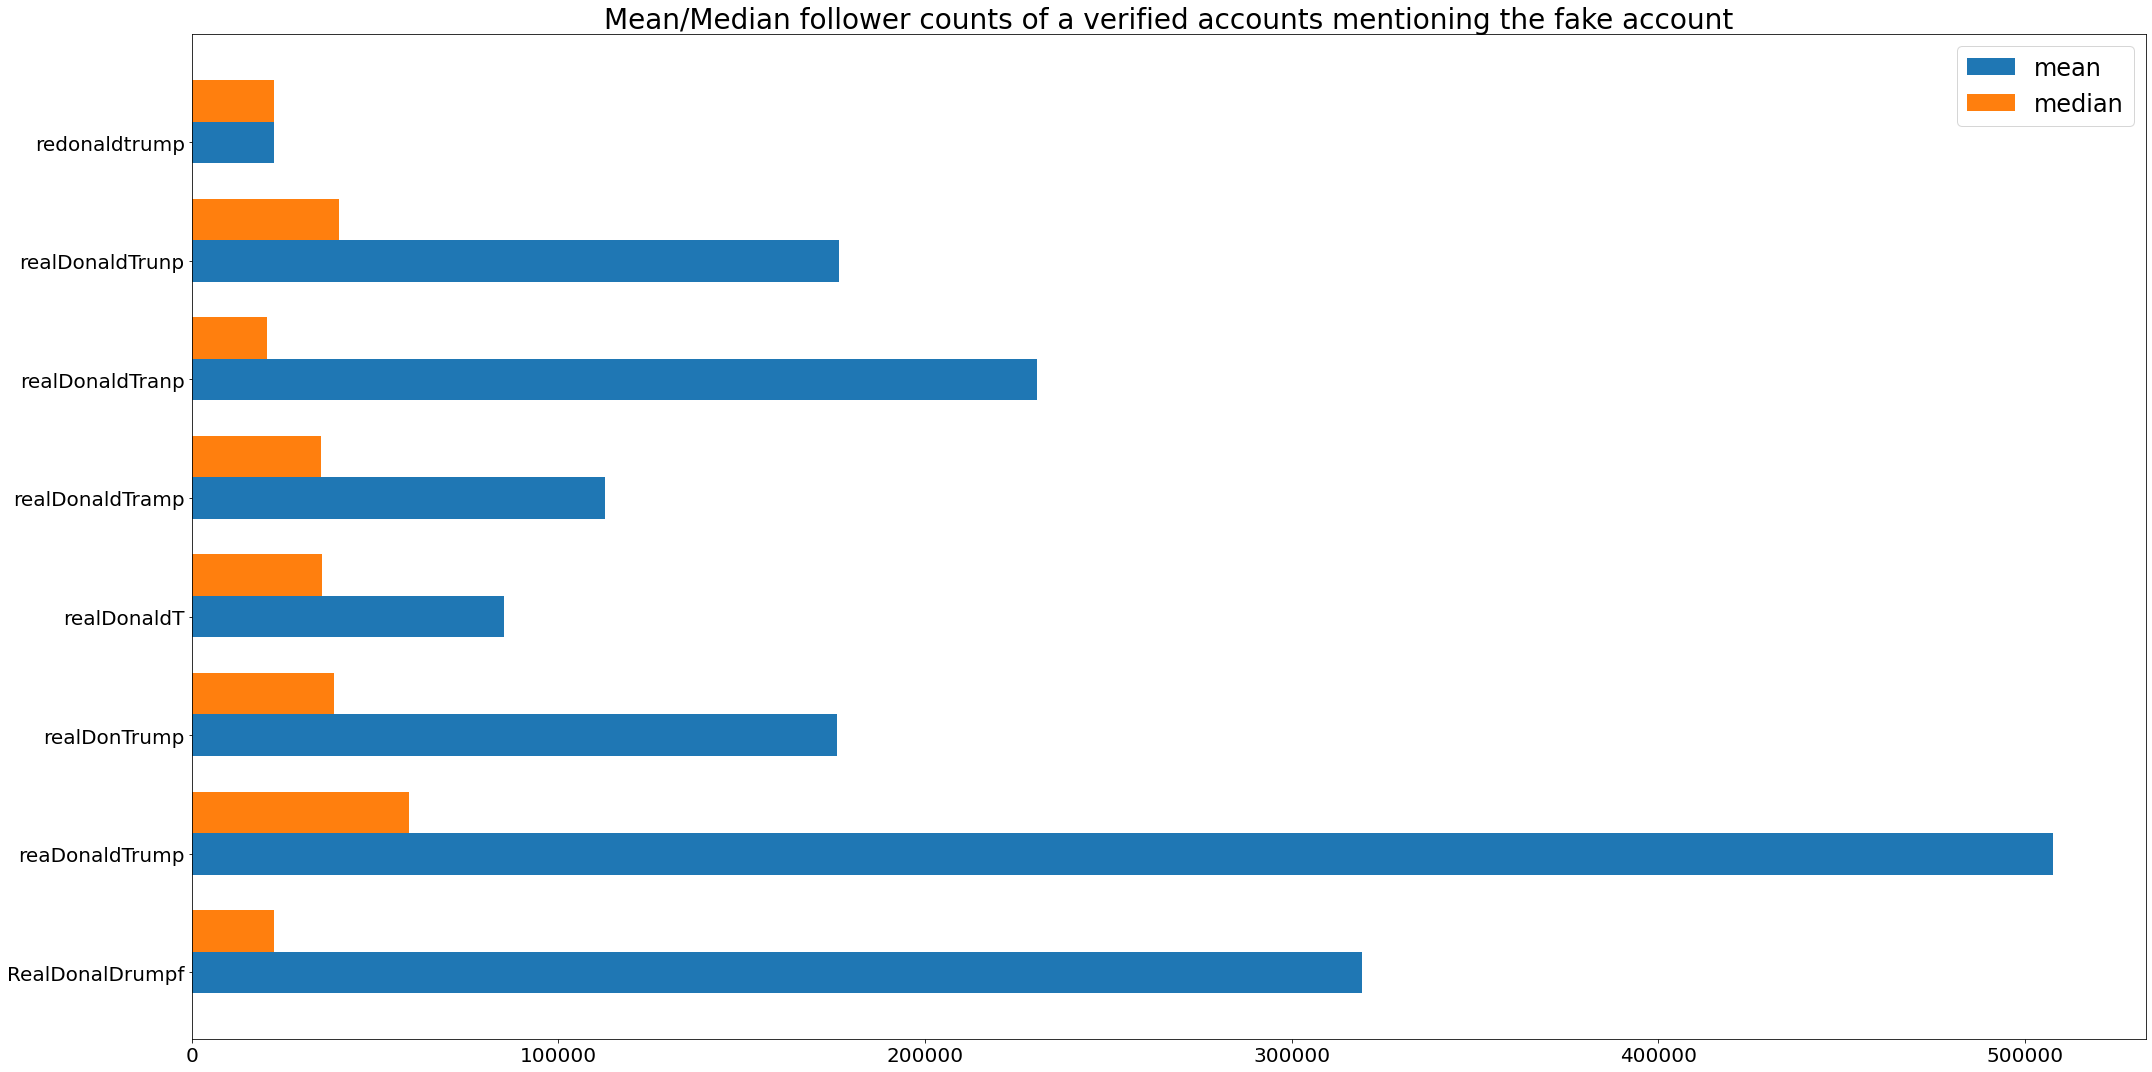 Mean/Median follower counts of a verified accounts mentioning the fake account
mean
median
redonaldtrump
realDonaldTrunp
realDonaldTranp
realDonaldTramp
realDonaldT
realDonTrump
reaDonaldTrump
RealDonalDrumpf
0 100000 200000 300000 400000 500000